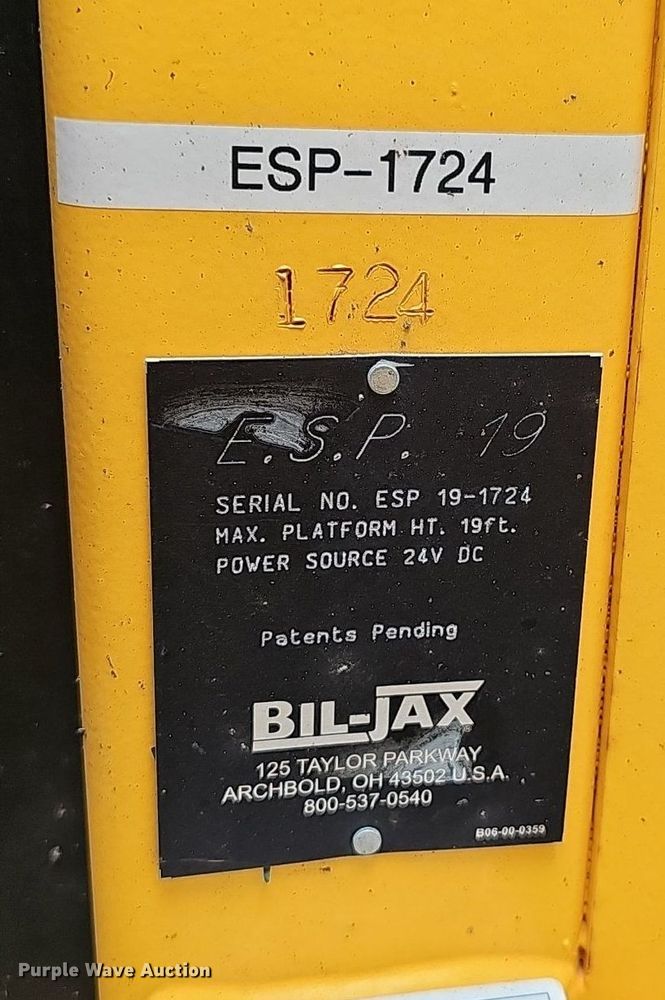 ESP-1724
1724
E.S.P. 19
SERIAL NO. ESP 19-1724
MAX. PLATFORM HT. 19ft.
POWER SOURCE 24V DC
Patents Pending
BIL-JAX
125 TAYLOR PARKWAY
ARCHBOLD, OH 43502 U.S.A.
800-537-0540
B06-00-0359
Purple Wave Auction